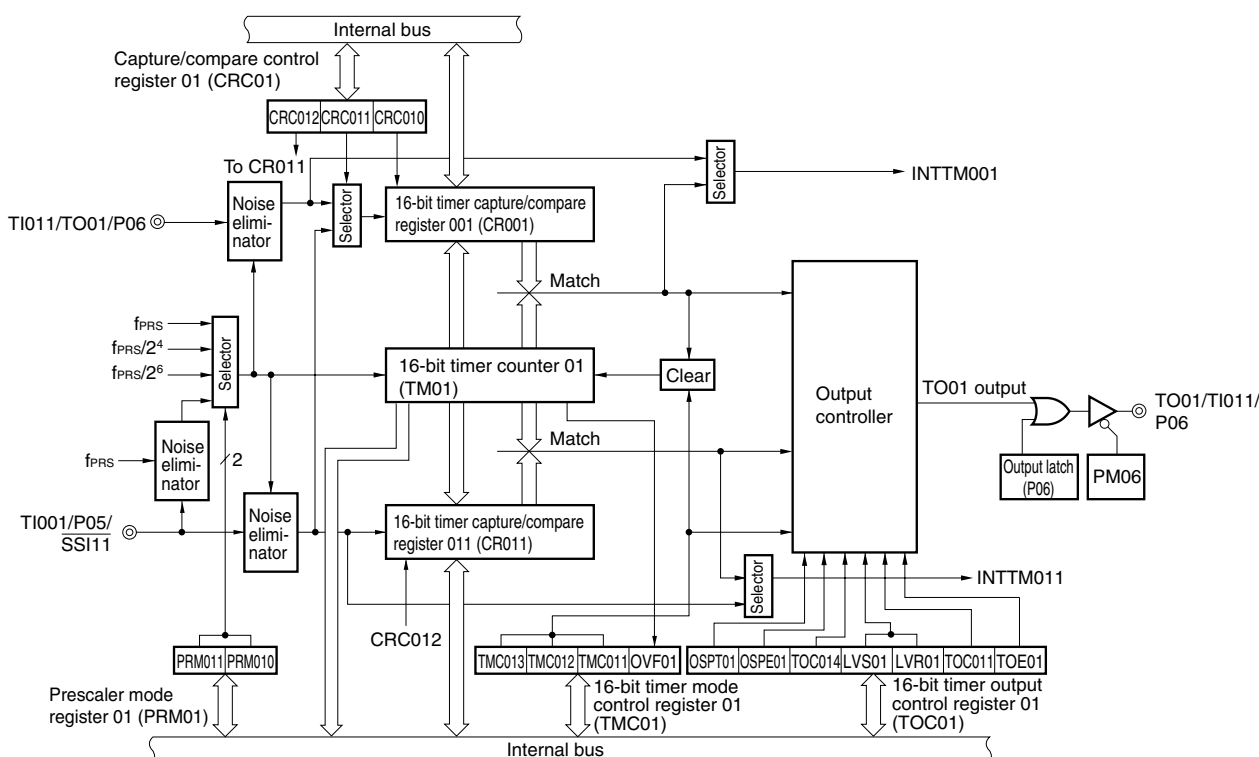 Internal bus
Capture/compare control
register 01 (CRC01)
CRC012 CRC011 CRC010
To CR011
Selector
INTTM001
TI011/TO01/P06
Noise
elimi-
nator
Selector
16-bit timer capture/compare
register 001 (CR001)
Match
fPRS
fPRS/2⁴
fPRS/2⁶
Selector
16-bit timer counter 01
(TM01)
Clear
Output
controller
TO01 output
TO01/TI011/
P06
Output latch
(P06)
PM06
Match
fPRS
Noise
elimi-
nator
2
TI001/P05/
SSI11
Noise
elimi-
nator
16-bit timer capture/compare
register 011 (CR011)
Selector
INTTM011
CRC012
PRM011 PRM010
TMC013 TMC012 TMC011 OVF01
OSPT01 OSPE01 TOC014 LVS01 LVR01 TOC011 TOE01
Prescaler mode
register 01 (PRM01)
16-bit timer mode
control register 01
(TMC01)
16-bit timer output
control register 01
(TOC01)
Internal bus